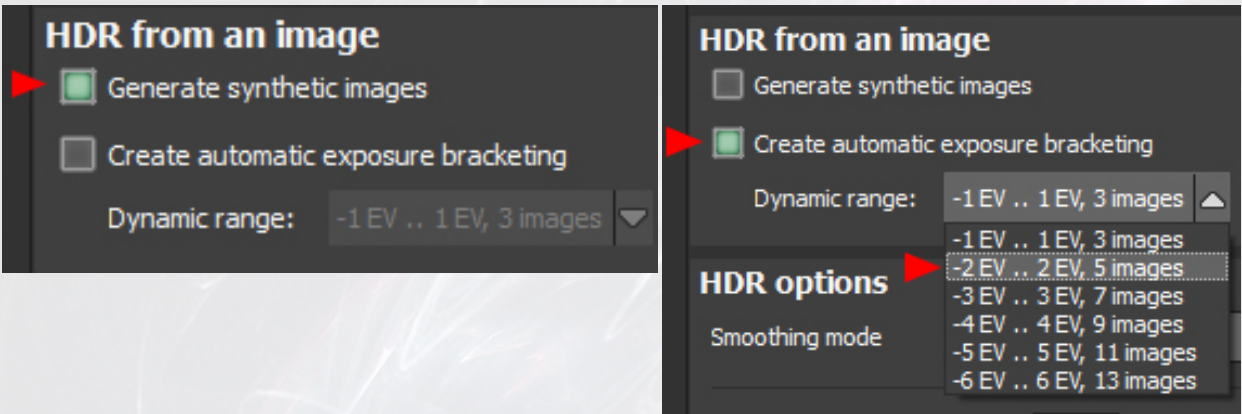 HDR from an image
Generate synthetic images
Create automatic exposure bracketing
Dynamic range: -1 EV .. 1 EV, 3 images
HDR from an image
Generate synthetic images
Create automatic exposure bracketing
Dynamic range: -1 EV .. 1 EV, 3 images
-1 EV .. 1 EV, 3 images
-2 EV .. 2 EV, 5 images
-3 EV .. 3 EV, 7 images
-4 EV .. 4 EV, 9 images
-5 EV .. 5 EV, 11 images
-6 EV .. 6 EV, 13 images
HDR options
Smoothing mode